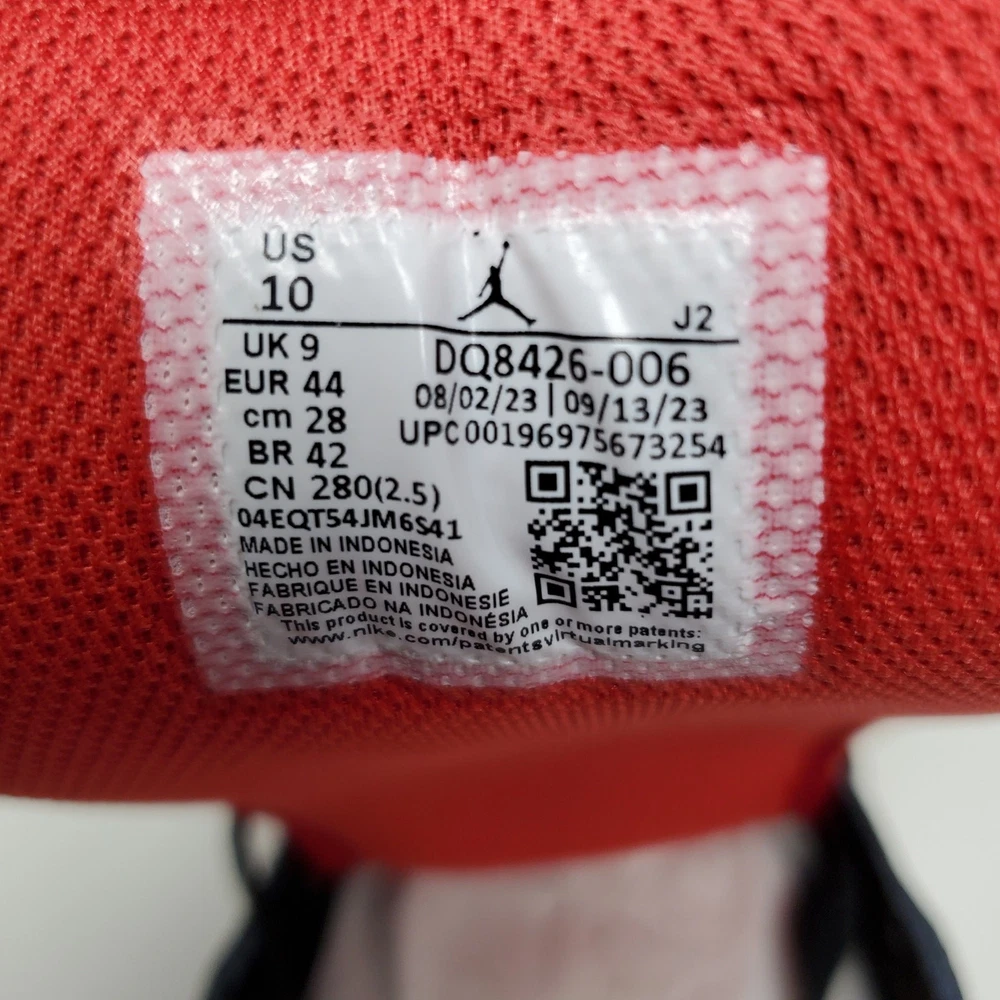 US
10
J2
UK 9
EUR 44
cm 28
BR 42
CN 280(2.5)
04EQT54JM6S41
DQ8426-006
08/02/23 | 09/13/23
UPC00196975673254
MADE IN INDONESIA
HECHO EN INDONESIA
FABRIQUE EN INDONESIE
FABRICADO NA INDONÉSIA
This product is covered by one or more patents:
www.nike.com/patentsvirtualmarking